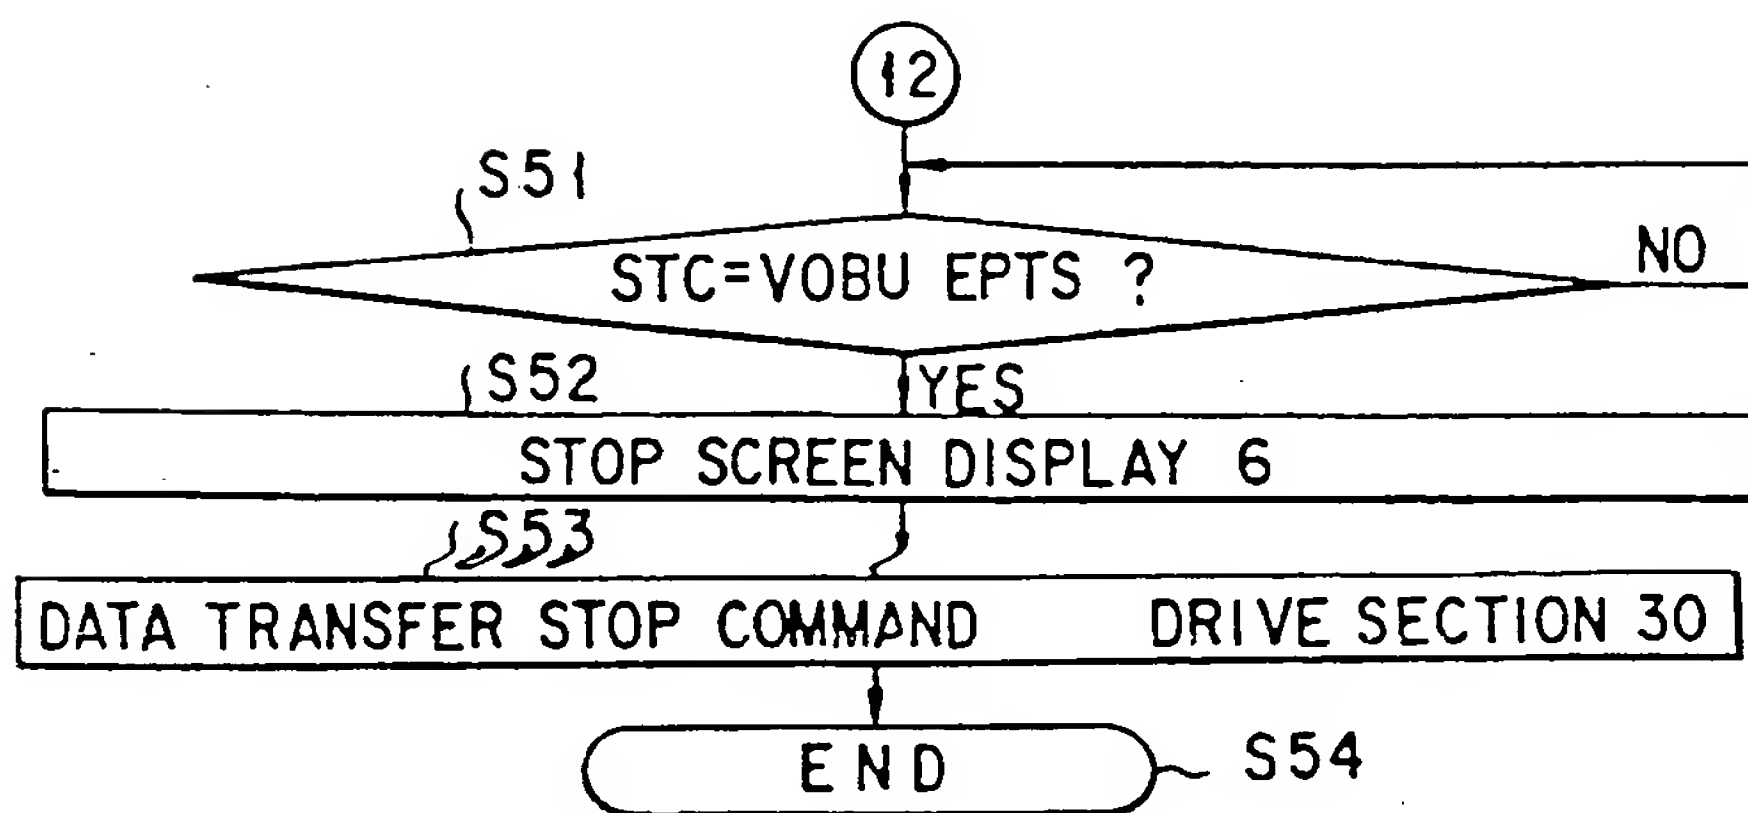 12
S51
STC=VOBU EPTS ?
NO
S52
YES
STOP SCREEN DISPLAY 6
S53
DATA TRANSFER STOP COMMAND DRIVE SECTION 30
END
S54